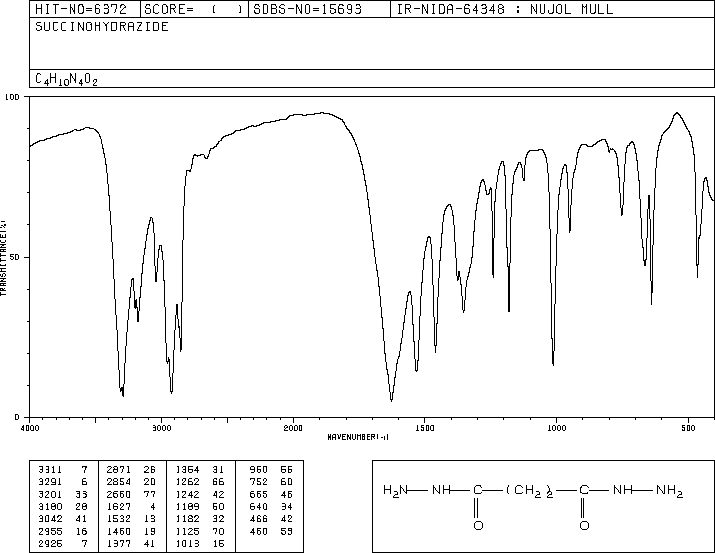 HIT-NO=6372 SCORE= ( ) SDBS-NO=15693 IR-NIDA-64348 : NUJOL MULL
SUCCINOHYDRAZIDE
C4H10N4O2
100
50
0
TRANSMITTANCE(%)
4000 3000 2000 1500 1000 500
WAVENUMBER(-1)
3311 7 2871 26 1354 31 950 56
3291 6 2854 20 1262 66 752 60
3201 33 2660 77 1242 42 665 46
3180 28 1627 4 1189 60 640 34
3042 41 1532 13 1182 32 466 42
2955 16 1460 19 1125 70 460 53
2925 7 1377 41 1013 15
H2N NH C (CH2)2 C NH NH2
O O